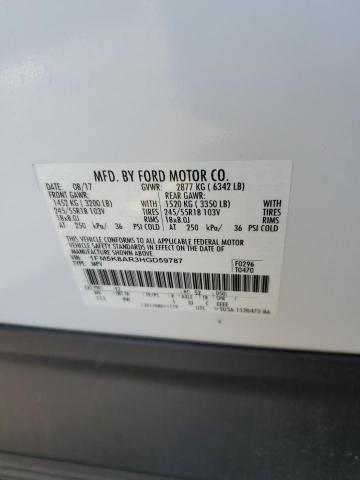 MFD. BY FORD MOTOR CO.
DATE: 08/17 GVWR: 2877 KG ( 6342 LB)
FRONT GAWR: REAR GAWR:
1452 KG ( 3200 LB) 1520 KG ( 3350 LB)
245/55R18 103V TIRES 245/55R18 103V TIRES
18x8.0J RIMS 18x8.0J RIMS
AT 250 kPa/ 36 PSI COLD AT 250 kPa/ 36 PSI COLD
THIS VEHICLE CONFORMS TO ALL APPLICABLE FEDERAL MOTOR
VEHICLE SAFETY STANDARDS IN EFFECT ON THE DATE OF
MANUFACTURE SHOWN ABOVE.
VIN: 1FM5K8AR3HGD59787 F0296
TYPE: MPV T0470